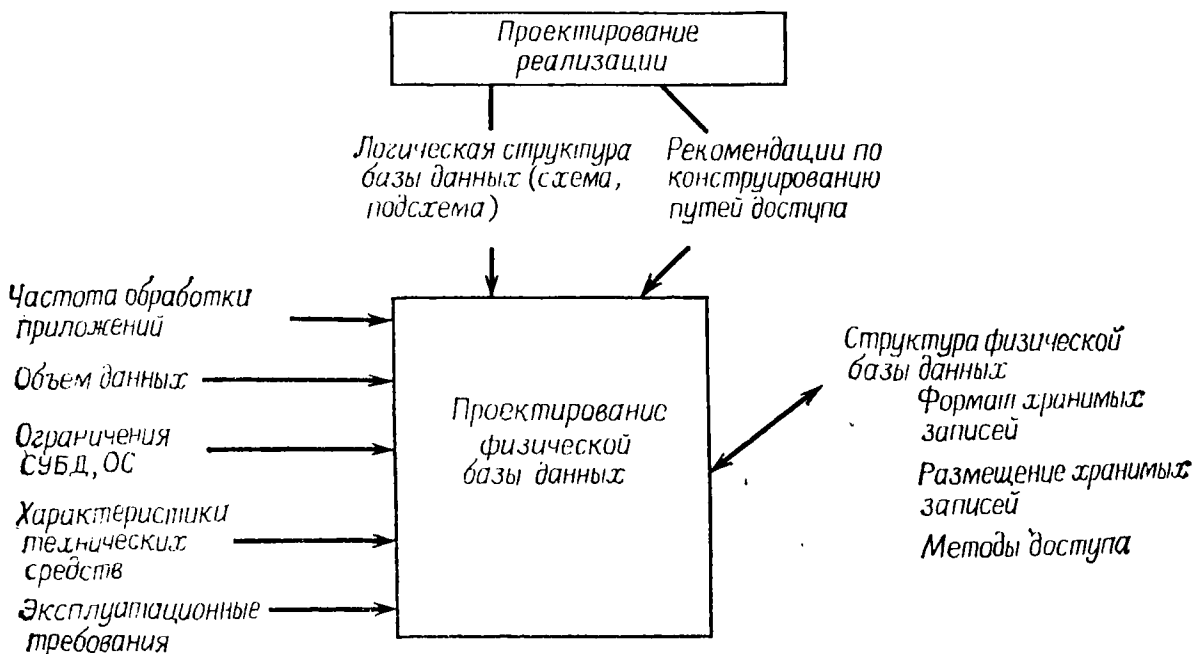 Проектирование
реализации
Логическая структура
базы данных (схема,
подсхема)
Рекомендации по
конструированию
путей доступа
Частота обработки
приложений
Объем данных
Ограничения
СУБД, ОС
Характеристики
технических
средств
Эксплуатационные
требования
Проектирование
физической
базы данных
Структура физической
базы данных
Формат хранимых
записей
Размещение хранимых
записей
Методы доступа